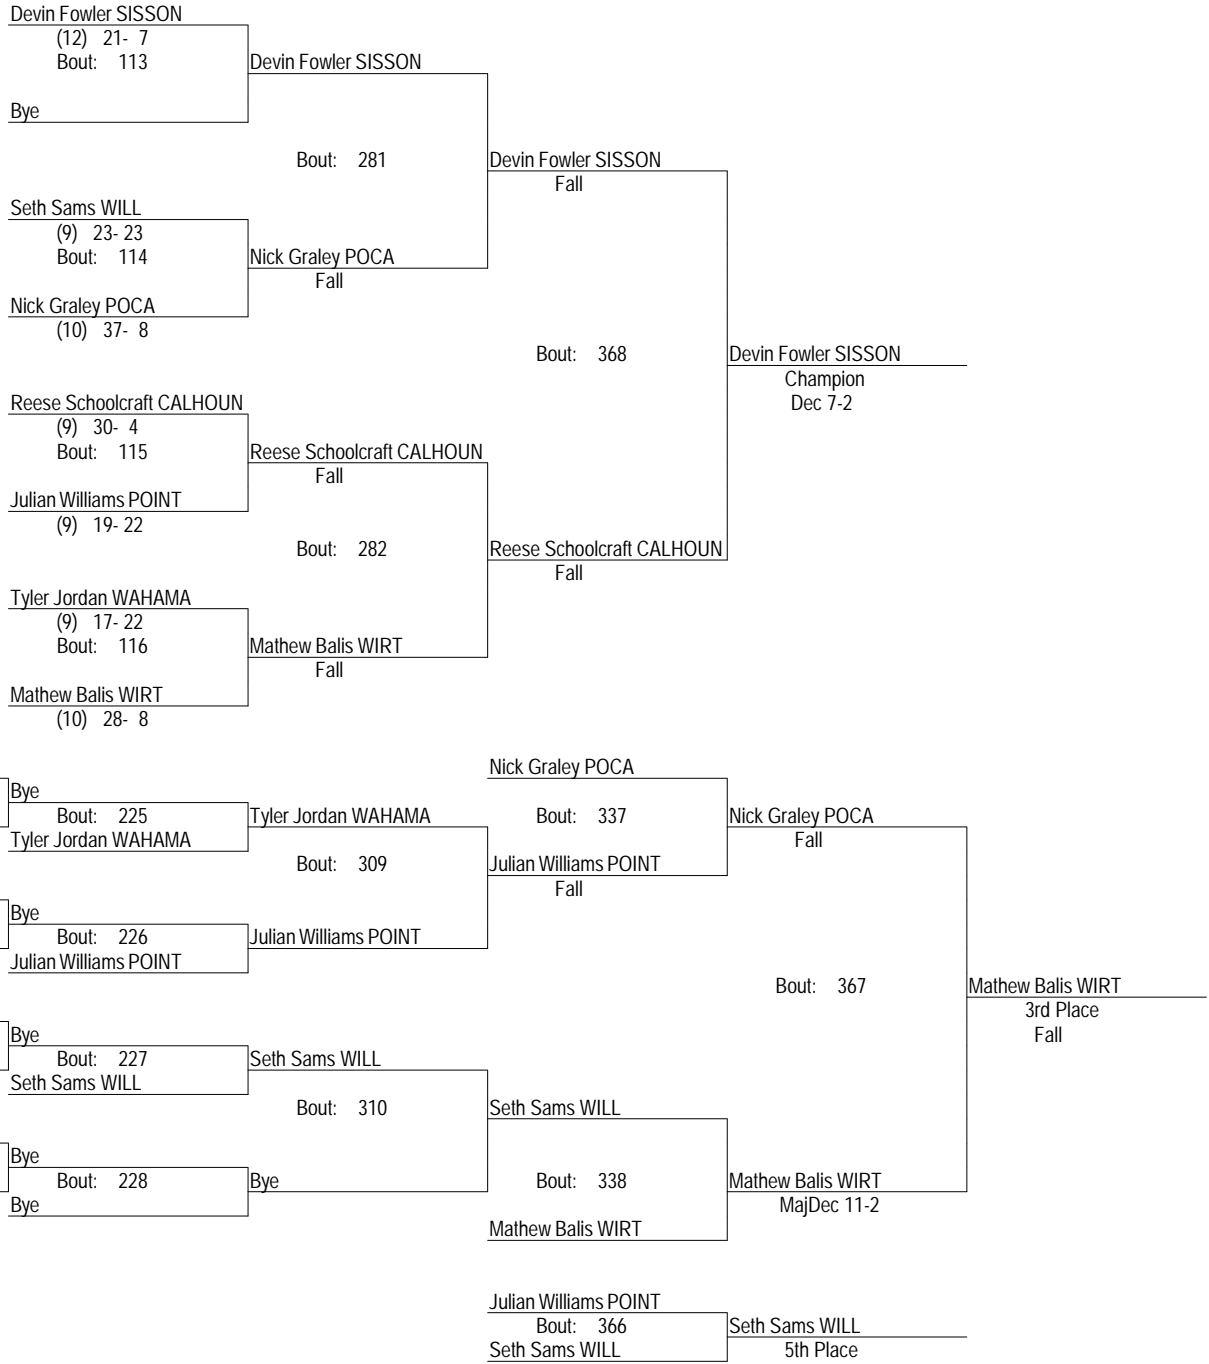 Devin Fowler SISSON
(12) 21- 7
Bout: 113
Devin Fowler SISSON
Bye
Bout: 281
Devin Fowler SISSON
Fall
Seth Sams WILL
(9) 23- 23
Bout: 114
Nick Graley POCA
Fall
Nick Graley POCA
(10) 37- 8
Bout: 368
Devin Fowler SISSON
Champion
Dec 7-2
Reese Schoolcraft CALHOUN
(9) 30- 4
Bout: 115
Reese Schoolcraft CALHOUN
Fall
Julian Williams POINT
(9) 19- 22
Bout: 282
Reese Schoolcraft CALHOUN
Fall
Tyler Jordan WAHAMA
(9) 17- 22
Bout: 116
Mathew Balis WIRT
Fall
Mathew Balis WIRT
(10) 28- 8
Nick Graley POCA
Bye
Bout: 225
Tyler Jordan WAHAMA
Bout: 337
Nick Graley POCA
Fall
Tyler Jordan WAHAMA
Bout: 309
Julian Williams POINT
Fall
Bye
Bout: 226
Julian Williams POINT
Julian Williams POINT
Bout: 367
Mathew Balis WIRT
3rd Place
Fall
Bye
Bout: 227
Seth Sams WILL
Seth Sams WILL
Bout: 310
Seth Sams WILL
Bye
Bout: 228
Bye
Bout: 338
Mathew Balis WIRT
MajDec 11-2
Bye
Mathew Balis WIRT
Julian Williams POINT
Bout: 366
Seth Sams WILL
Seth Sams WILL
5th Place